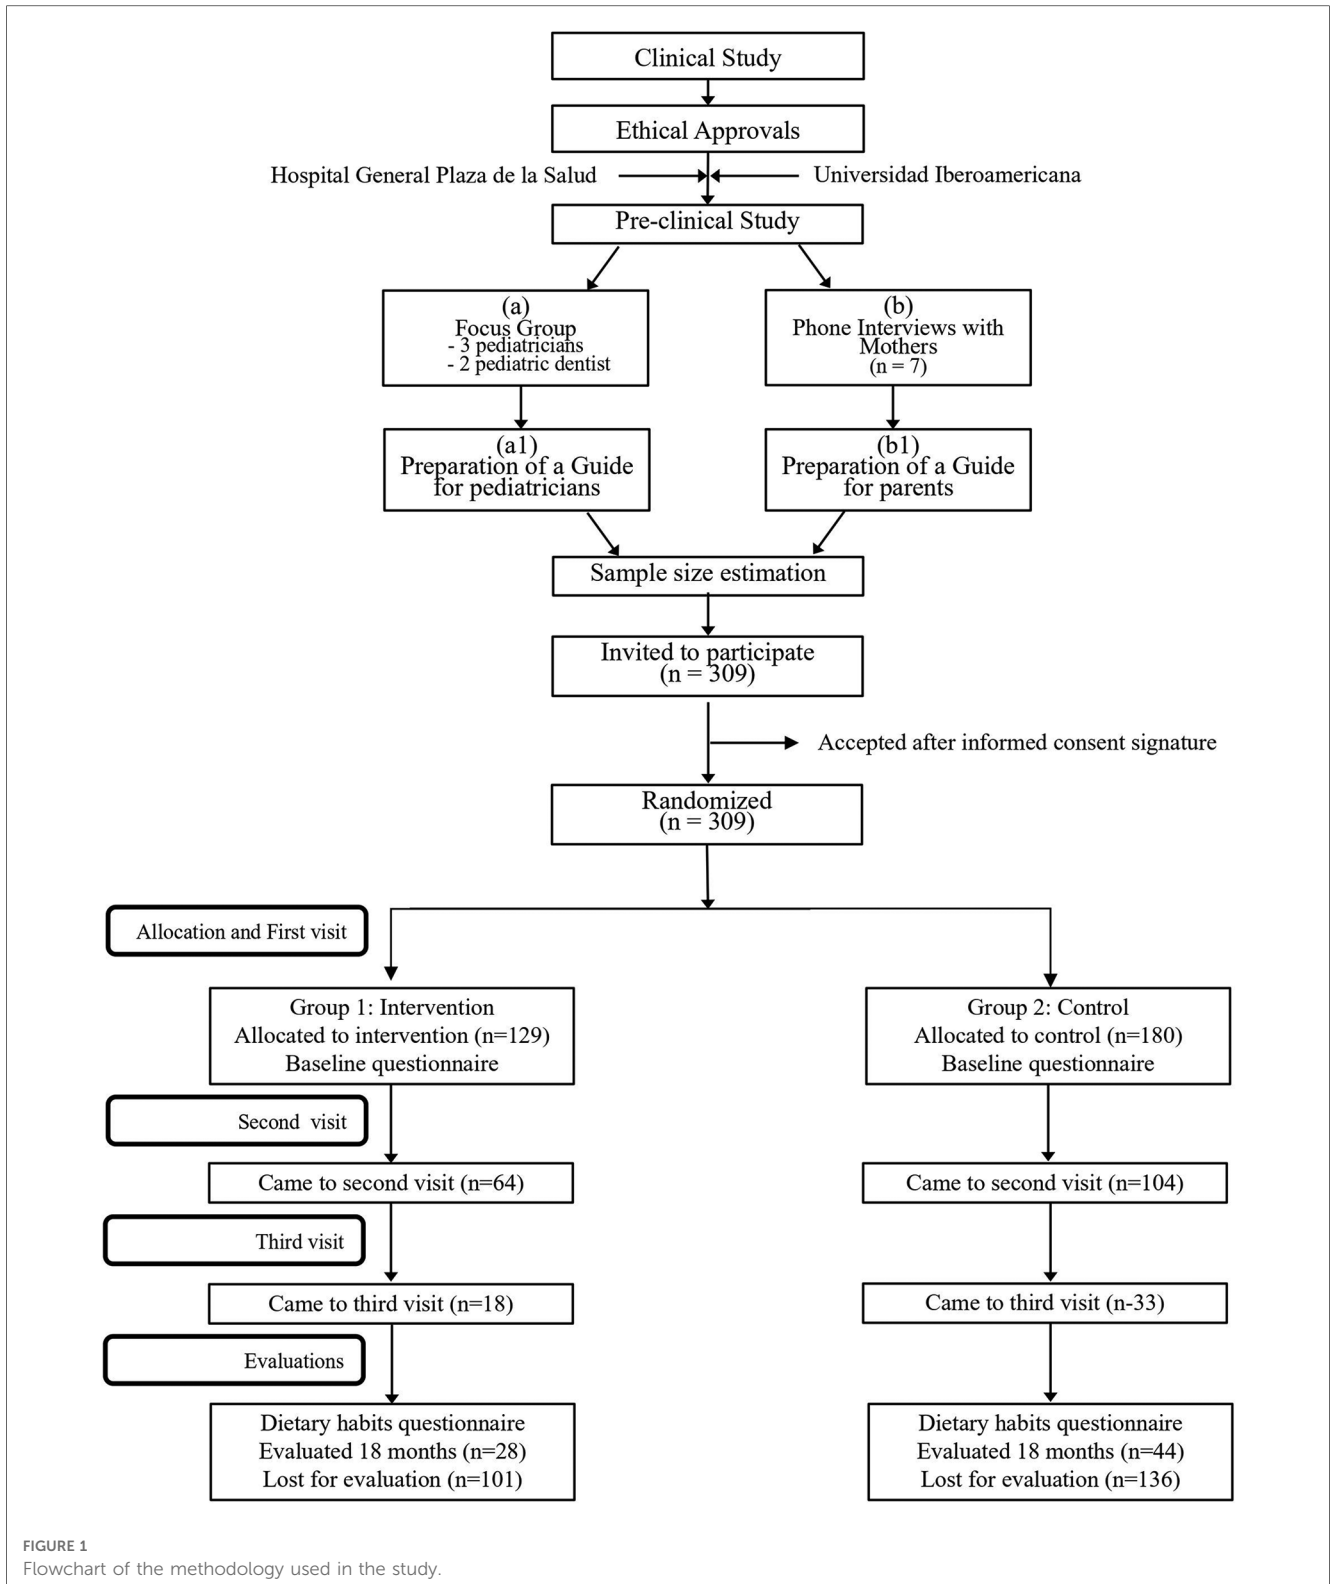 Clinical Study
Ethical Approvals
Hospital General Plaza de la Salud
Universidad Iberoamericana
Pre-clinical Study
(a)
Focus Group
- 3 pediatricians
- 2 pediatric dentist
(b)
Phone Interviews with
Mothers
(n = 7)
(a1)
Preparation of a Guide
for pediatricians
(b1)
Preparation of a Guide
for parents
Sample size estimation
Invited to participate
(n = 309)
Accepted after informed consent signature
Randomized
(n = 309)
Allocation and First visit
Group 1: Intervention
Allocated to intervention (n=129)
Baseline questionnaire
Group 2: Control
Allocated to control (n=180)
Baseline questionnaire
Second visit
Came to second visit (n=64)
Came to second visit (n=104)
Third visit
Came to third visit (n=18)
Came to third visit (n-33)
Evaluations
Dietary habits questionnaire
Evaluated 18 months (n=28)
Lost for evaluation (n=101)
Dietary habits questionnaire
Evaluated 18 months (n=44)
Lost for evaluation (n=136)
FIGURE 1
Flowchart of the methodology used in the study.